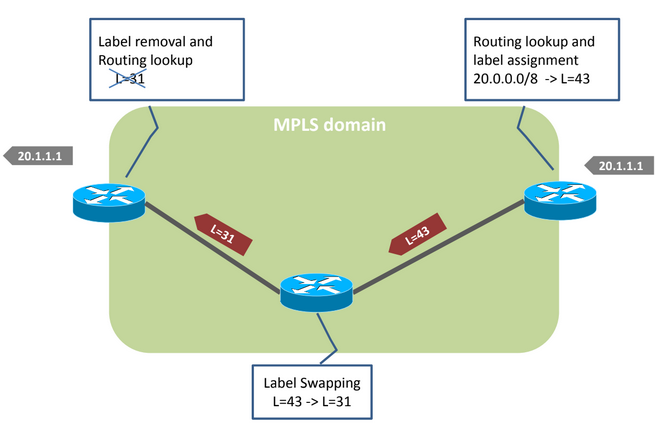 Label removal and
Routing lookup
L=31
Routing lookup and
label assignment
20.0.0.0/8 -> L=43
MPLS domain
20.1.1.1
20.1.1.1
L=31
L=43
Label Swapping
L=43 -> L=31